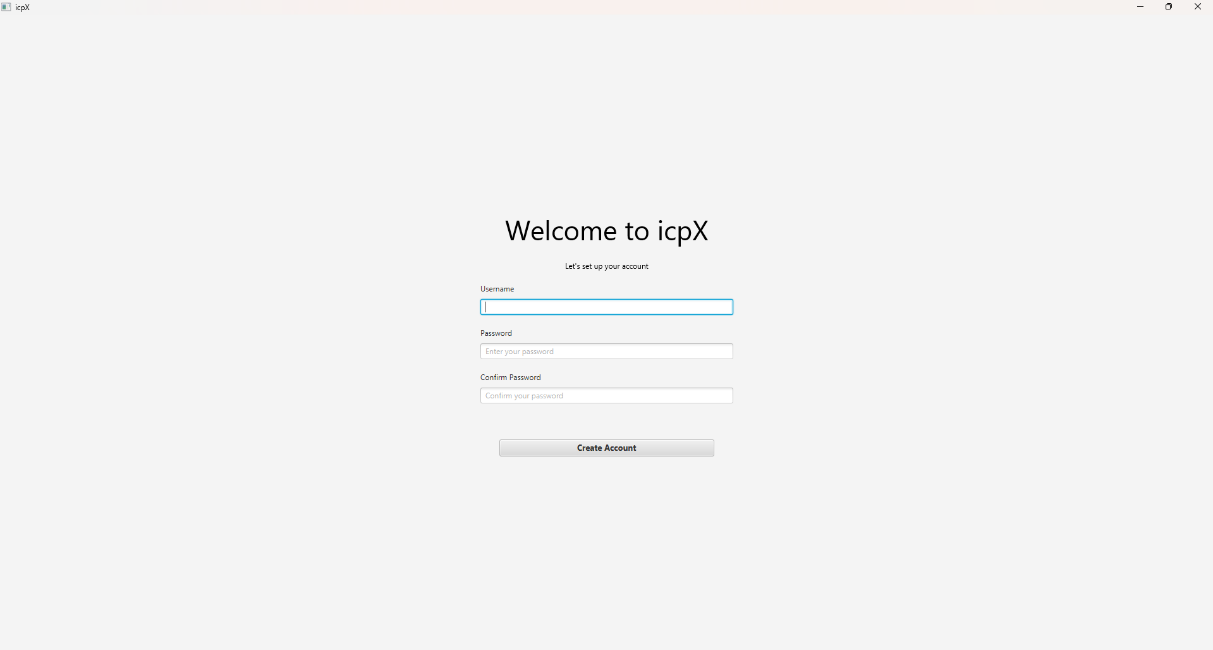 icpX
Welcome to icpX
Let's set up your account
Username
Password
Enter your password
Confirm Password
Confirm your password
Create Account